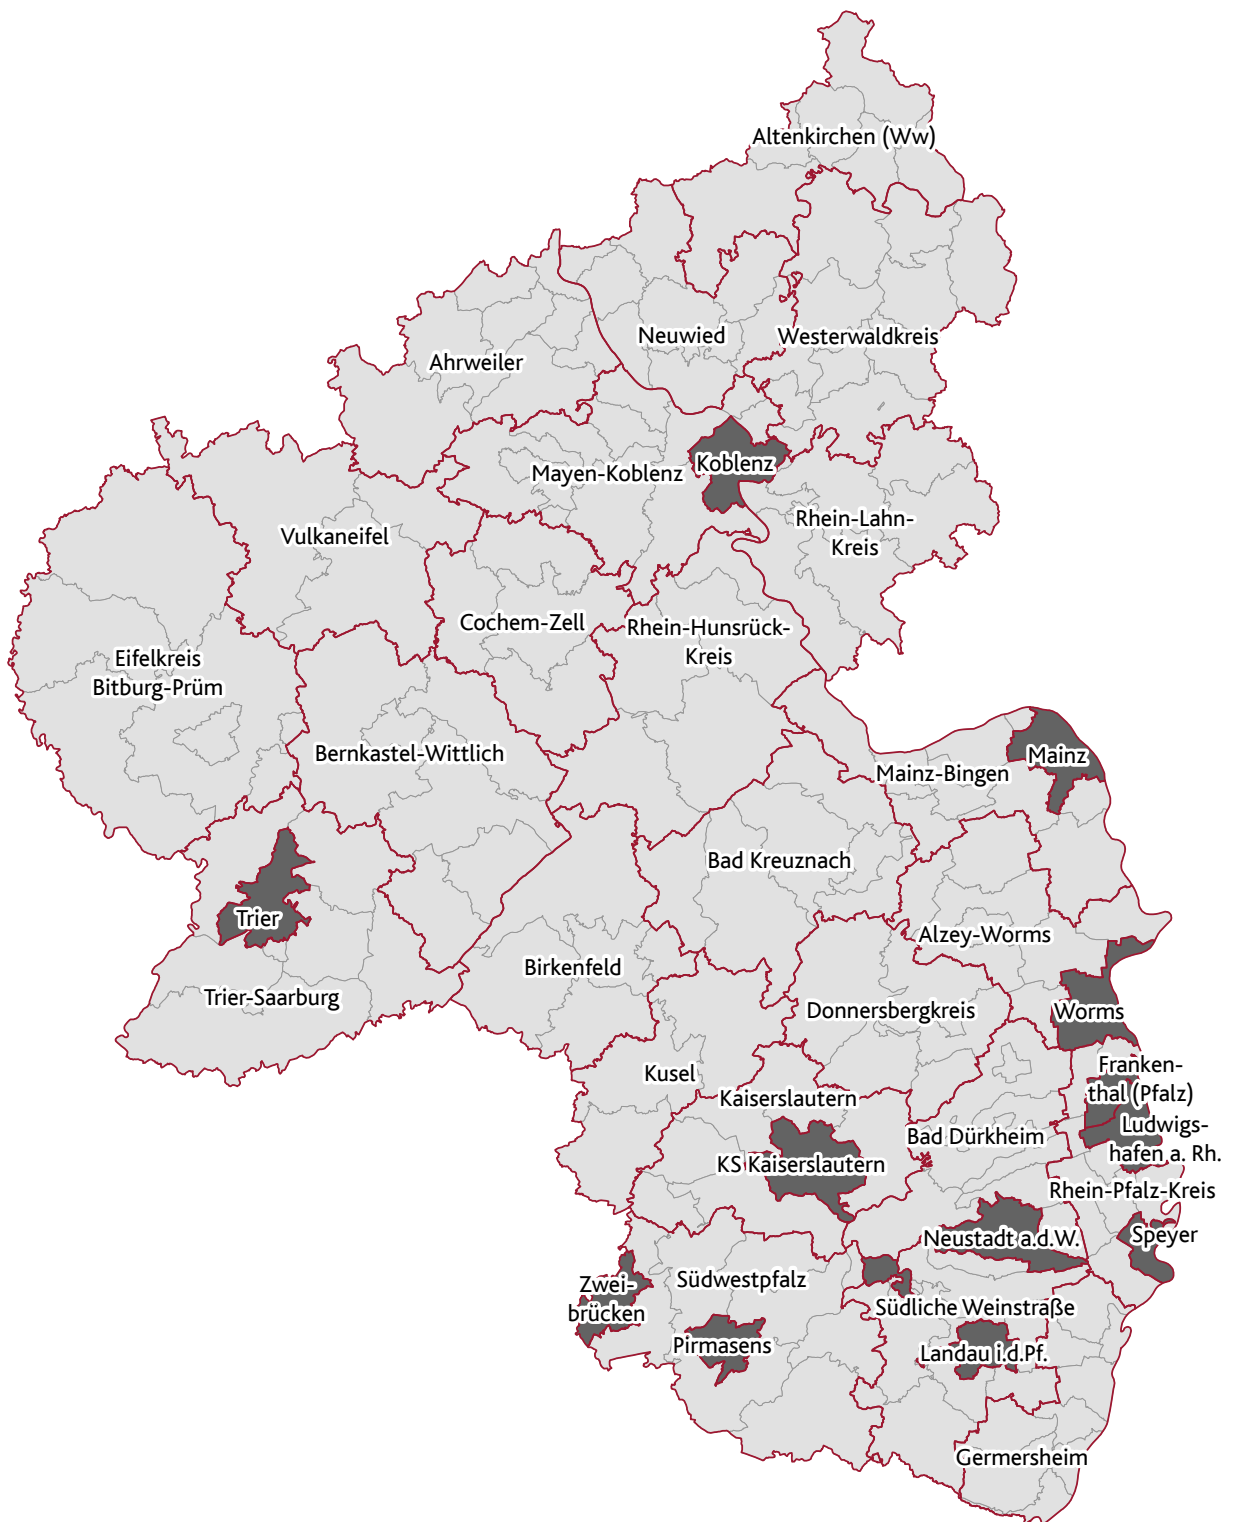 Altenkirchen (Ww)
Neuwied
Westerwaldkreis
Ahrweiler
Koblenz
Mayen-Koblenz
Rhein-Lahn-
Kreis
Vulkaneifel
Cochem-Zell
Rhein-Hunsrück-
Kreis
Eifelkreis
Bitburg-Prüm
Bernkastel-Wittlich
Mainz
Mainz-Bingen
Bad Kreuznach
Trier
Alzey-Worms
Birkenfeld
Trier-Saarburg
Donnersbergkreis
Worms
Kusel
Franken-
thal (Pfalz)
Kaiserslautern
Ludwigs-
hafen a. Rh.
Bad Dürkheim
KS Kaiserslautern
Rhein-Pfalz-Kreis
Neustadt a.d.W.
Speyer
Zwei-
brücken
Südwestpfalz
Südliche Weinstraße
Pirmasens
Landau i.d.Pf.
Germersheim